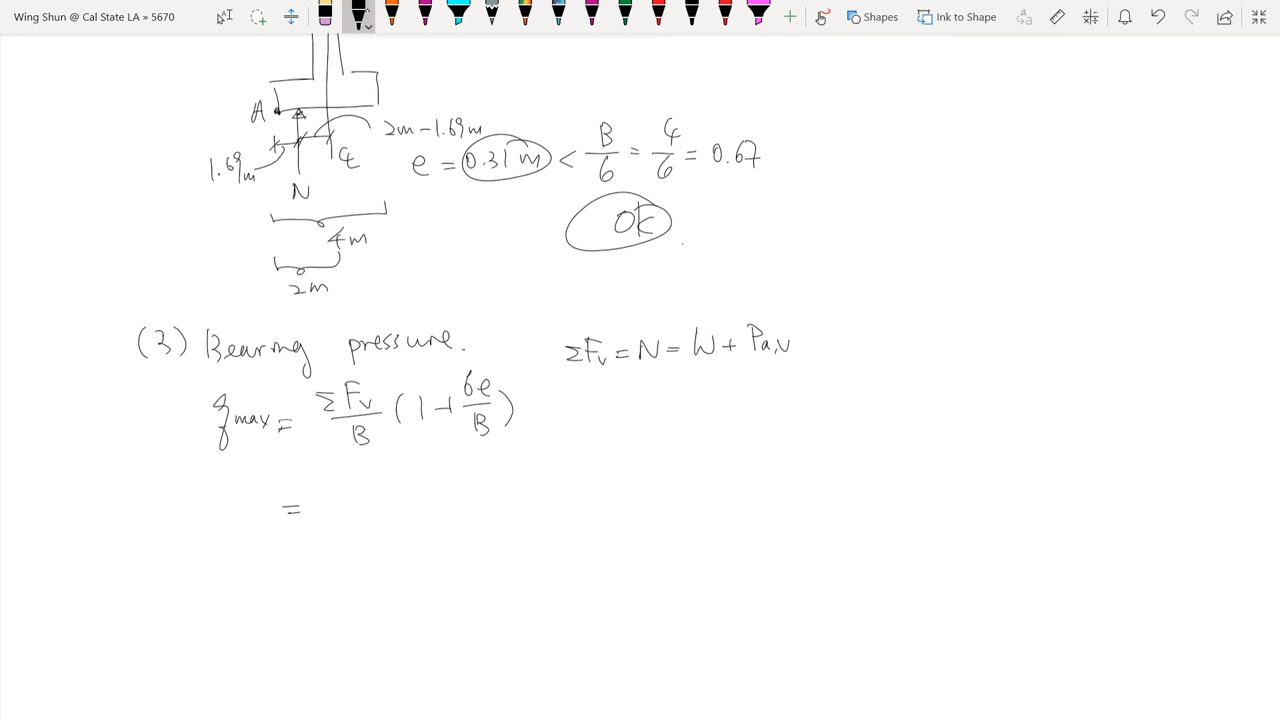 Wing Shun @ Cal State LA » 5670
Shapes
Ink to Shape
A
2m - 1.69m
1.69m
N
℄
e = 0.31 m < B/6 = 4/6 = 0.67
OK
4m
2m
(3) Bearing pressure.
ΣFv = N = W + Pa,v
qmax = ΣFv/B (1 + 6e/B)
=